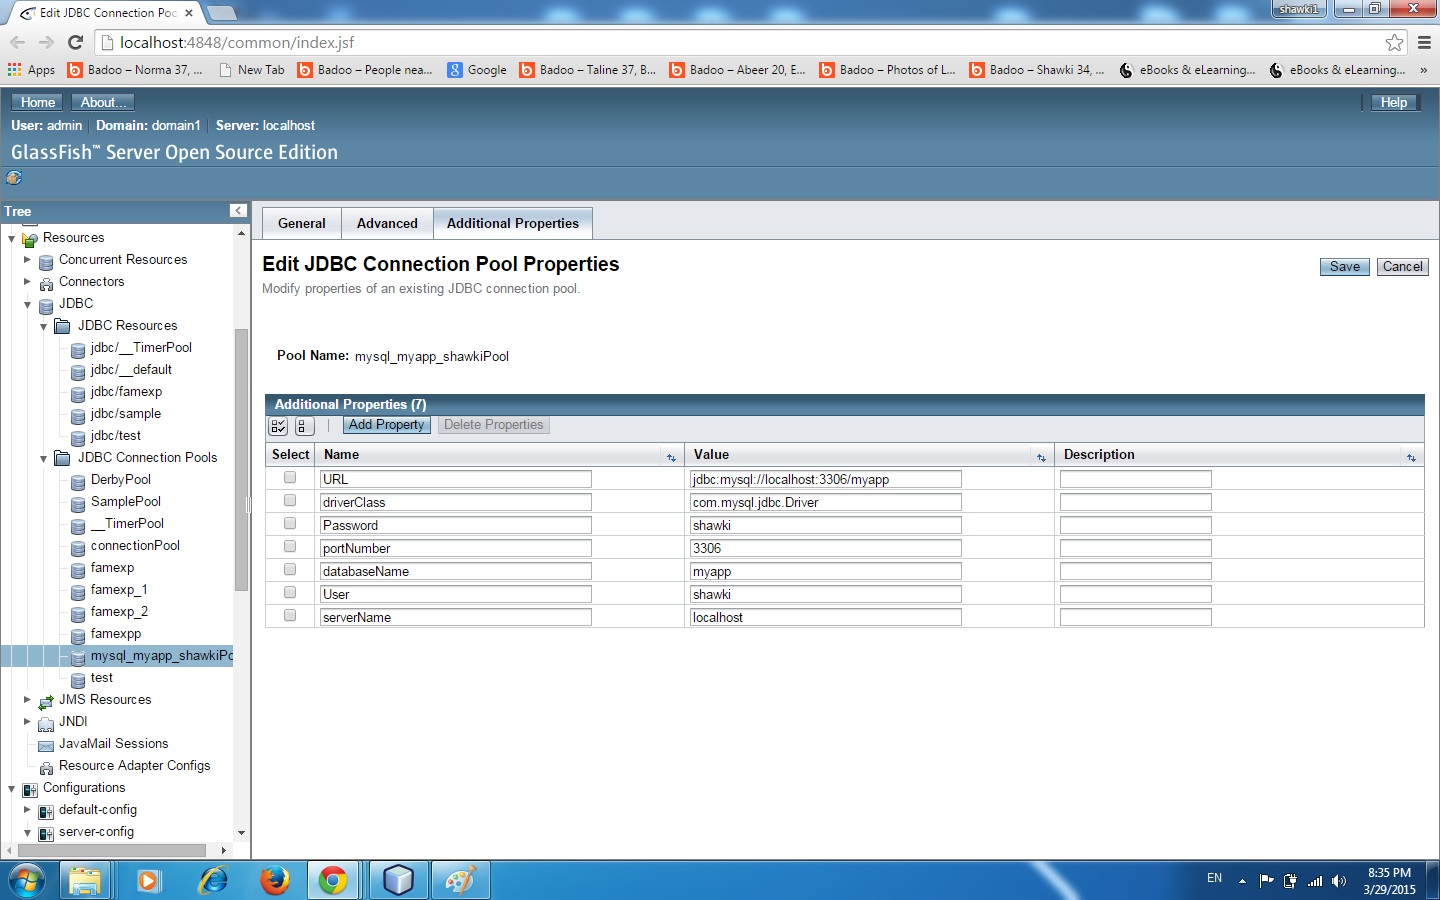 Edit JDBC Connection Poc
shawki1
localhost:4848/common/index.jsf
Apps
Badoo – Norma 37, ...
New Tab
Badoo – People nea...
Google
Badoo – Taline 37, B...
Badoo – Abeer 20, E...
Badoo – Photos of L...
Badoo – Shawki 34, ...
eBooks & eLearning...
eBooks & eLearning...
»
Home
About...
Help
User: admin
Domain: domain1
Server: localhost
GlassFish™ Server Open Source Edition
Tree
Resources
Concurrent Resources
Connectors
JDBC
JDBC Resources
jdbc/__TimerPool
jdbc/__default
jdbc/famexp
jdbc/sample
jdbc/test
JDBC Connection Pools
DerbyPool
SamplePool
__TimerPool
connectionPool
famexp
famexp_1
famexp_2
famexpp
mysql_myapp_shawkiPo
test
JMS Resources
JNDI
JavaMail Sessions
Resource Adapter Configs
Configurations
default-config
server-config
General
Advanced
Additional Properties
Edit JDBC Connection Pool Properties
Save
Cancel
Modify properties of an existing JDBC connection pool.
Pool Name: mysql_myapp_shawkiPool
Additional Properties (7)
Add Property
Delete Properties
Select Name Value Description
URL jdbc:mysql://localhost:3306/myapp
driverClass com.mysql.jdbc.Driver
Password shawki
portNumber 3306
databaseName myapp
User shawki
serverName localhost
EN
8:35 PM
3/29/2015